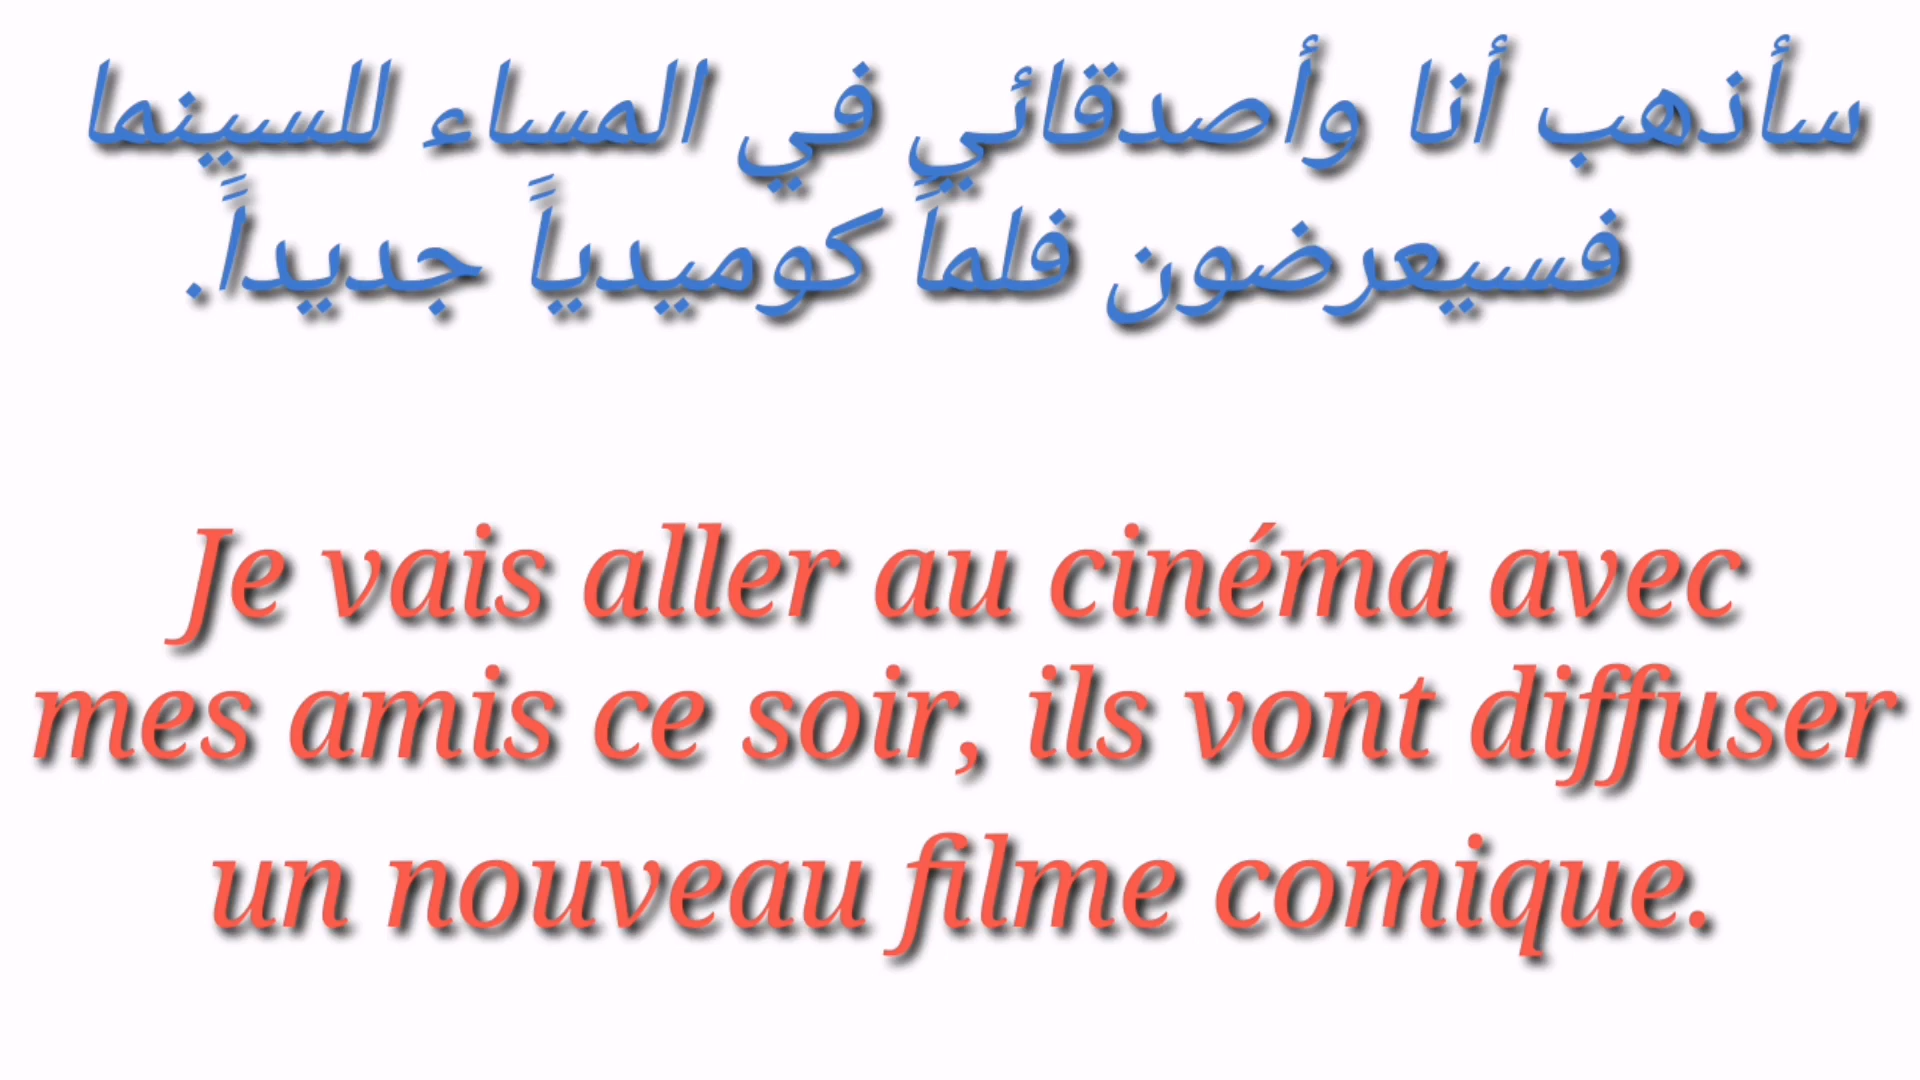 سأذهب أنا وأصدقائي في المساء للسينما
فسيعرضون فلماً كوميدياً جديداً.
Je vais aller au cinéma avec
mes amis ce soir, ils vont diffuser
un nouveau filme comique.